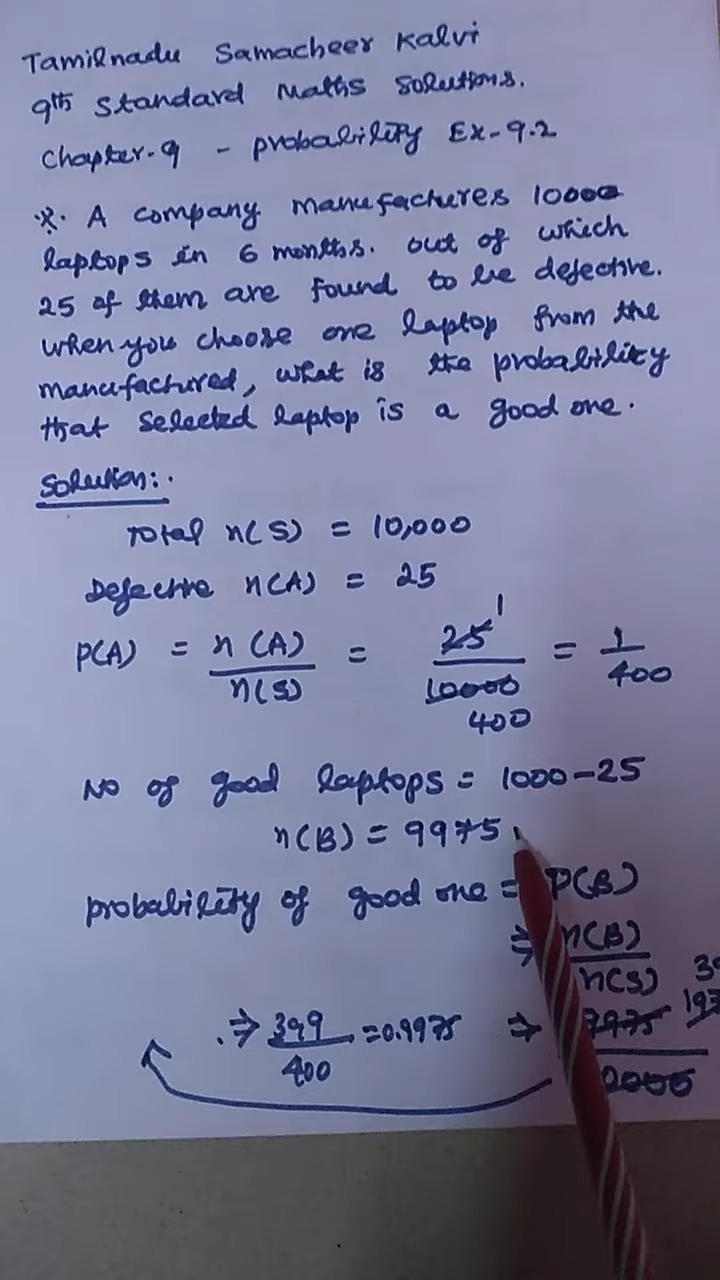 Tamilnadu Samacheer Kalvi
9th Standard Maths Solutions.
Chapter-9 - probability Ex-9.2
※. A company manufactures 10000
laptops in 6 months. out of which
25 of them are found to be defective.
when you choose one laptop from the
manufactured, what is the probability
that selected laptop is a good one.
Solution:.
Total n(S) = 10,000
Defective n(A) = 25
P(A) = n(A)/n(S) = 25/10000 = 1/400
1
400
No of good laptops = 1000-25
n(B) = 9975
probability of good one = P(B)
⇒ n(B)/n(S)
.⇒ 399/400 = 0.9975 ⇒